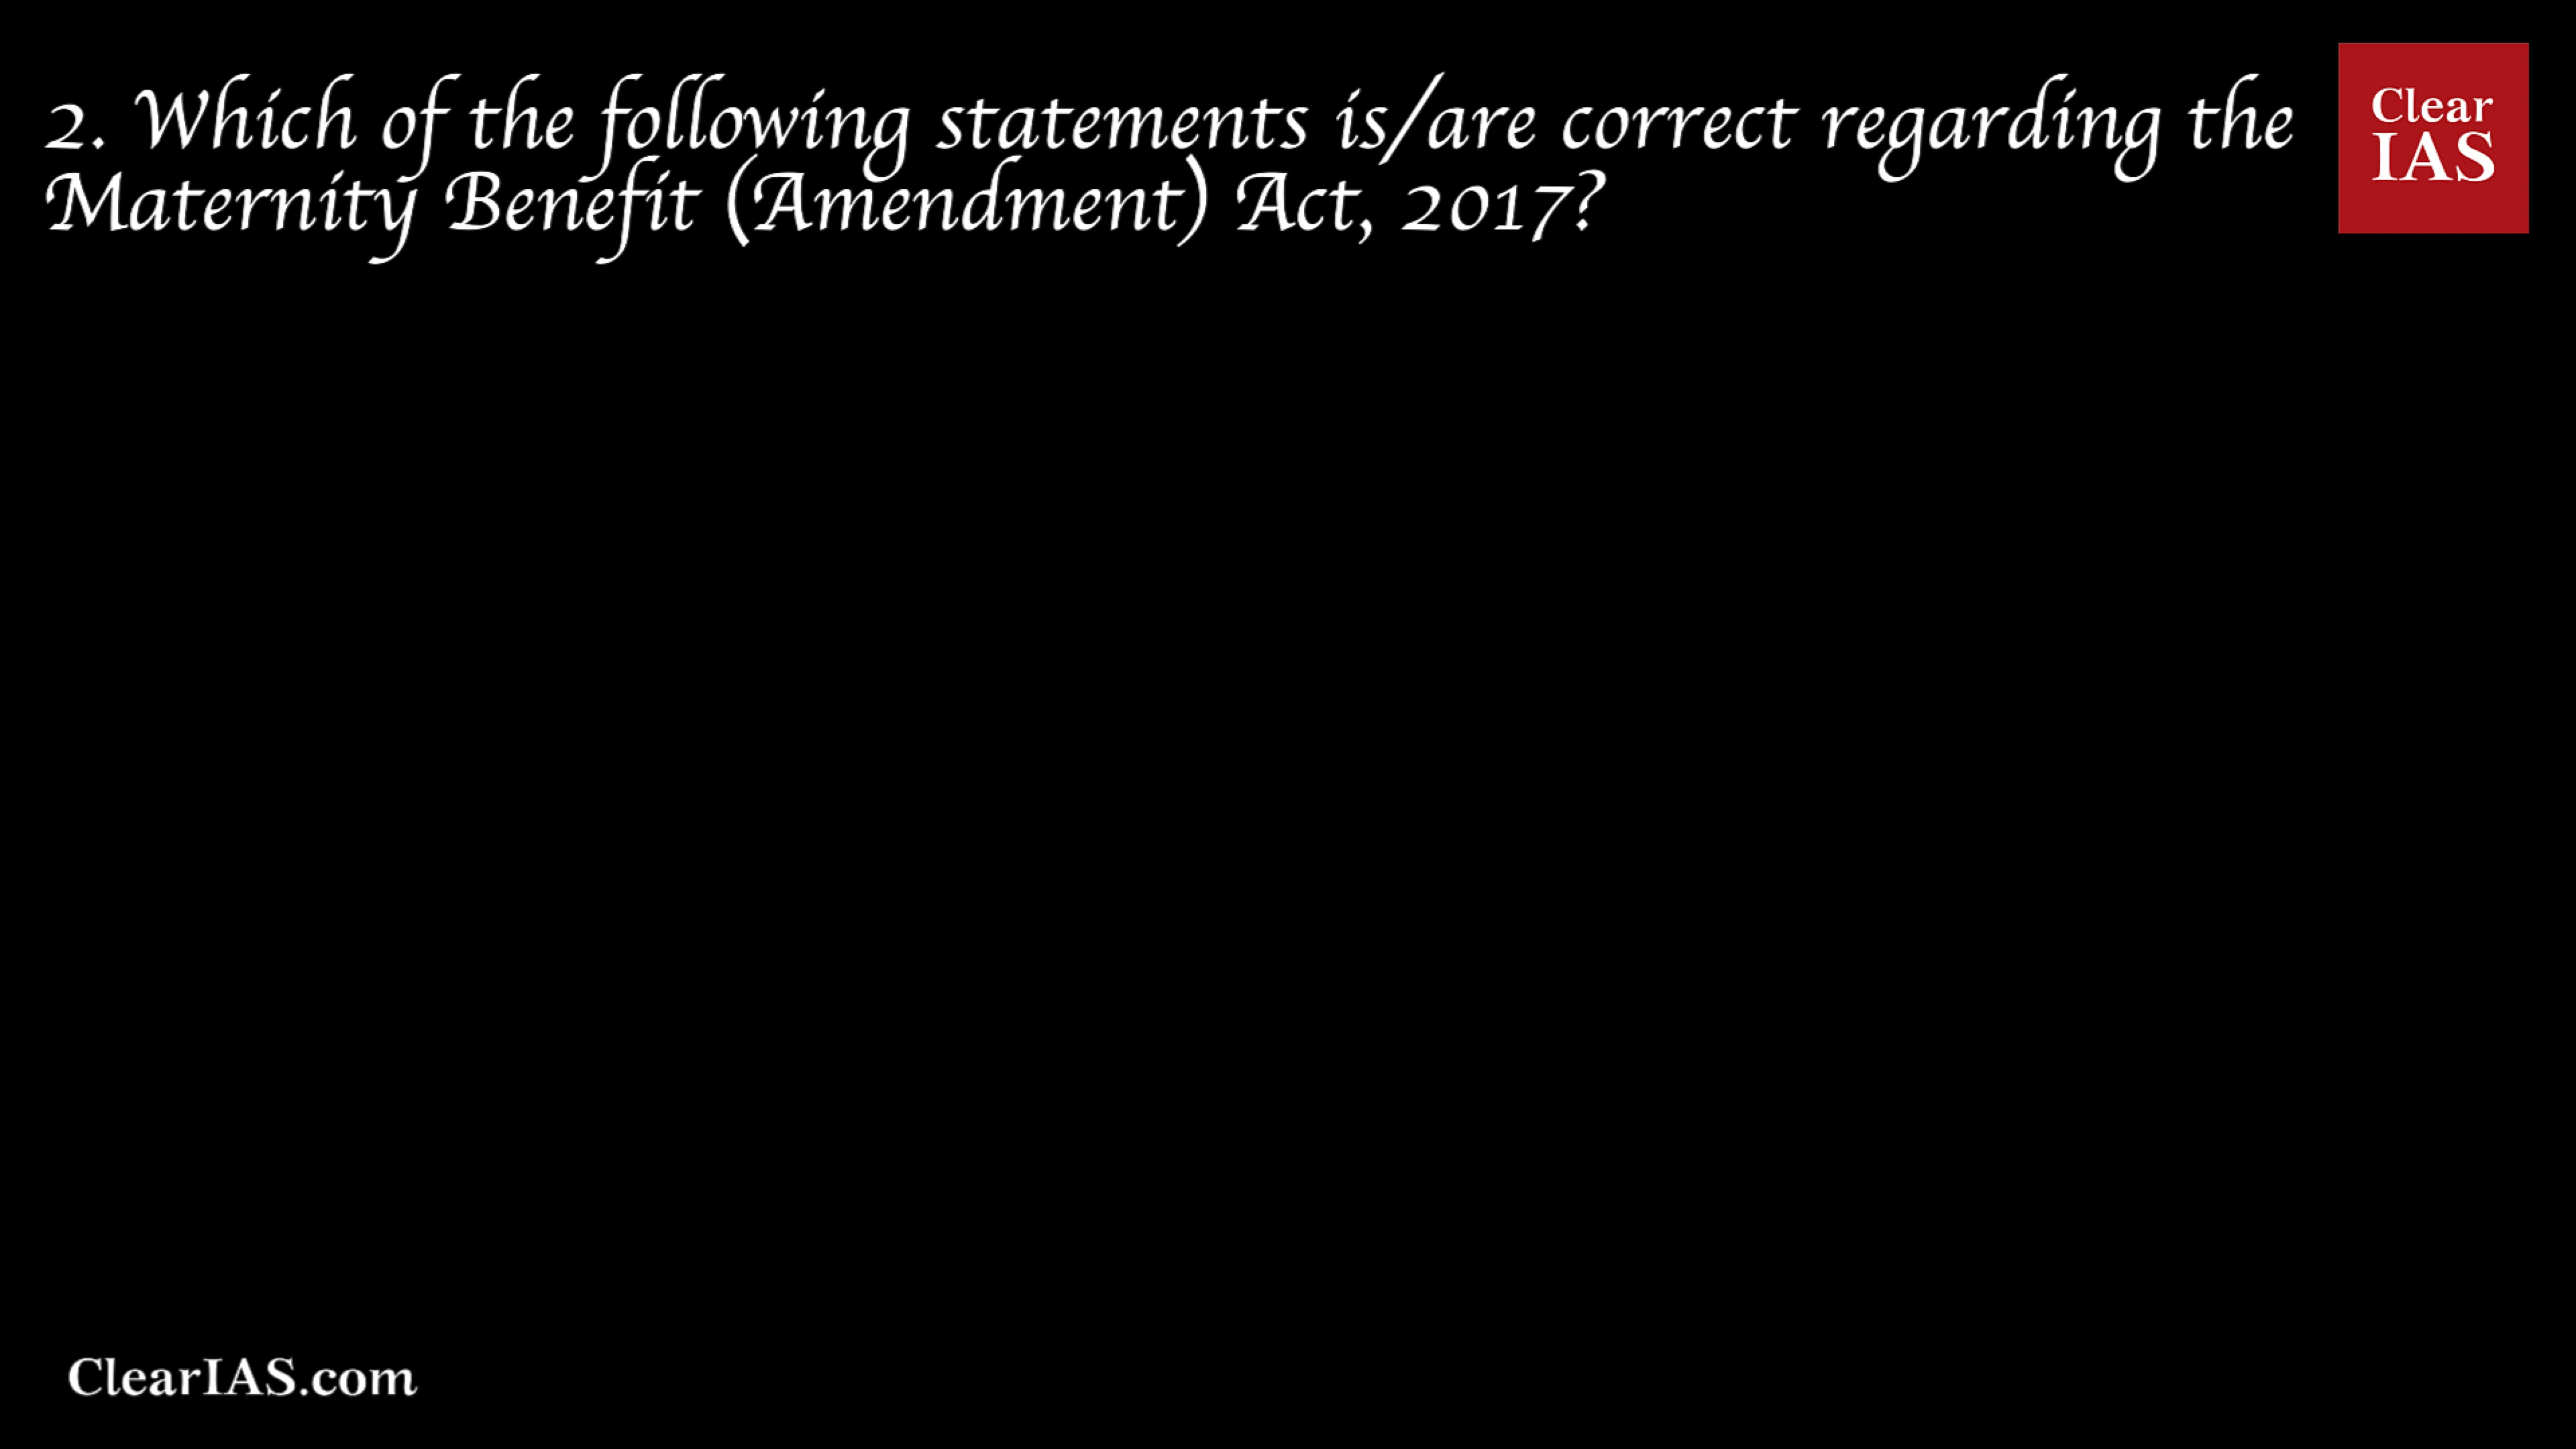 2. Which of the following statements is/are correct regarding the
Maternity Benefit (Amendment) Act, 2017?
Clear
IAS
ClearIAS.com